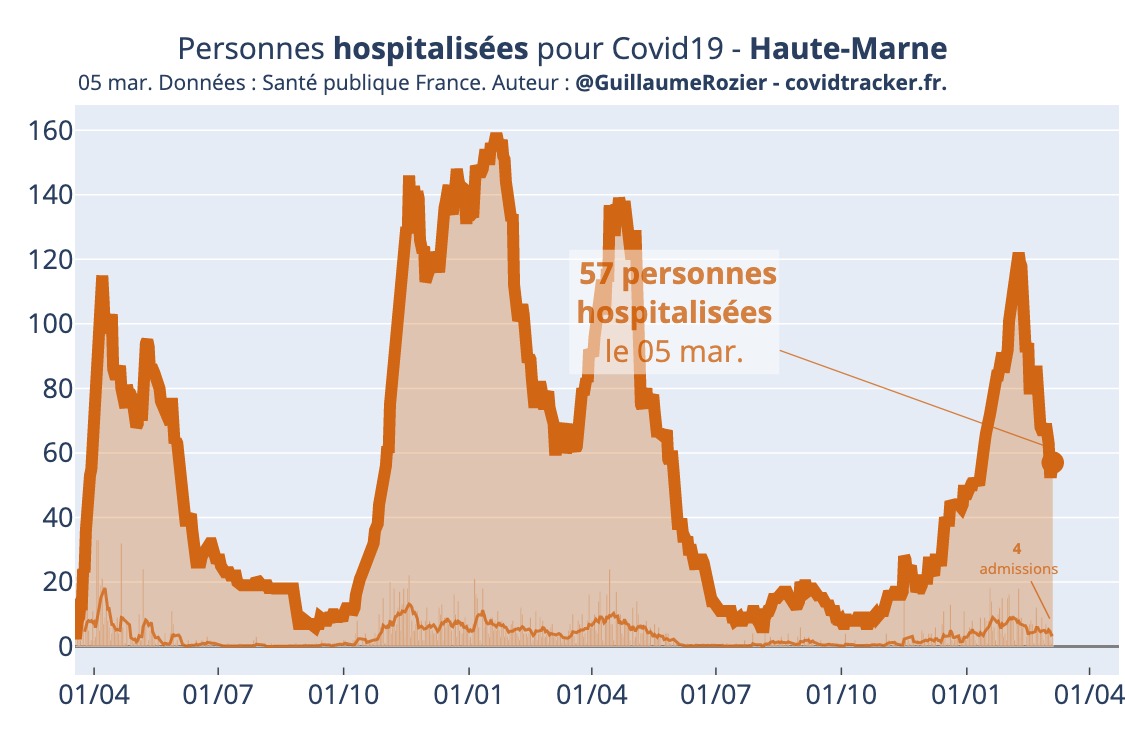 Personnes hospitalisées pour Covid19 - Haute-Marne
05 mar. Données : Santé publique France. Auteur : @GuillaumeRozier - covidtracker.fr.
160
140
120
100
80
60
40
20
0
57 personnes
hospitalisées
le 05 mar.
4
admissions
01/04 01/07 01/10 01/01 01/04 01/07 01/10 01/01 01/04